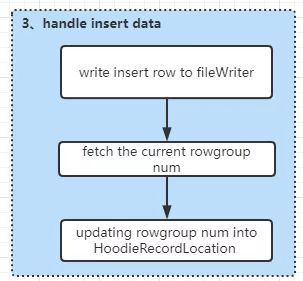 3、handle insert data
write insert row to fileWriter
fetch the current rowgroup
num
updating rowgroup num into
HoodieRecordLocation